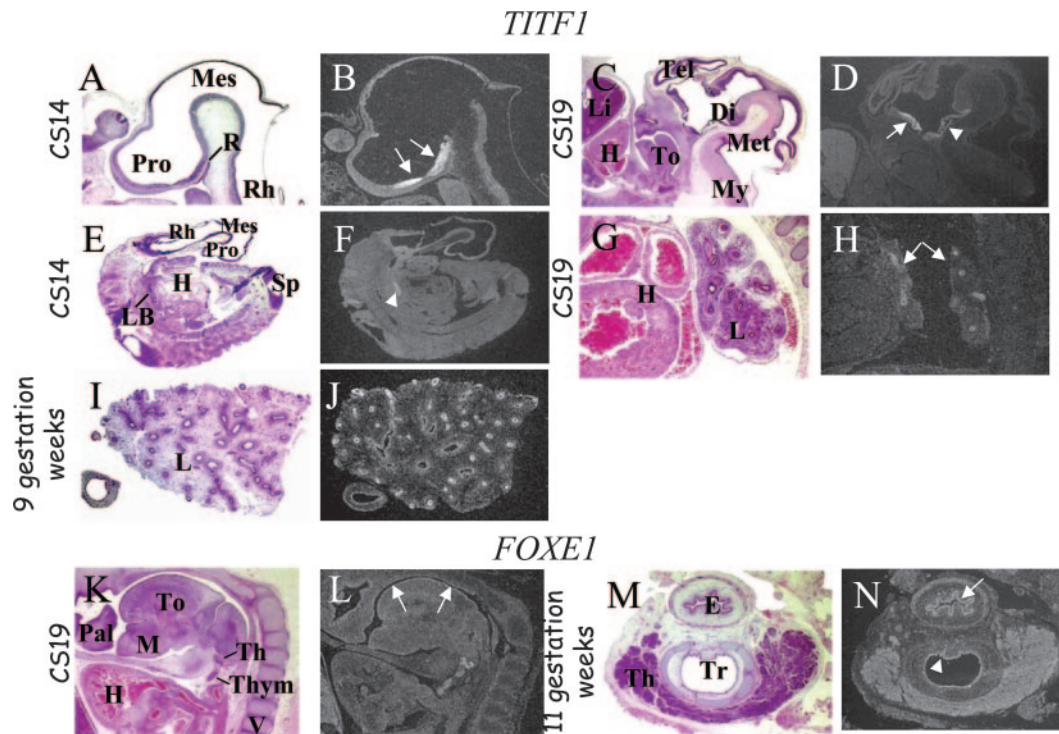 TITF1
CS14
A
Mes
R
Pro
Rh
B
CS19
C
Tel
Li
Di
Met
H
To
My
D
CS14
E
Rh
Mes
Pro
H
Sp
LB
F
CS19
G
H
L
H
9 gestation
weeks
I
L
J
FOXE1
CS19
K
To
Pal
M
Th
Thym
H
V
L
11 gestation
weeks
M
E
Th
Tr
N